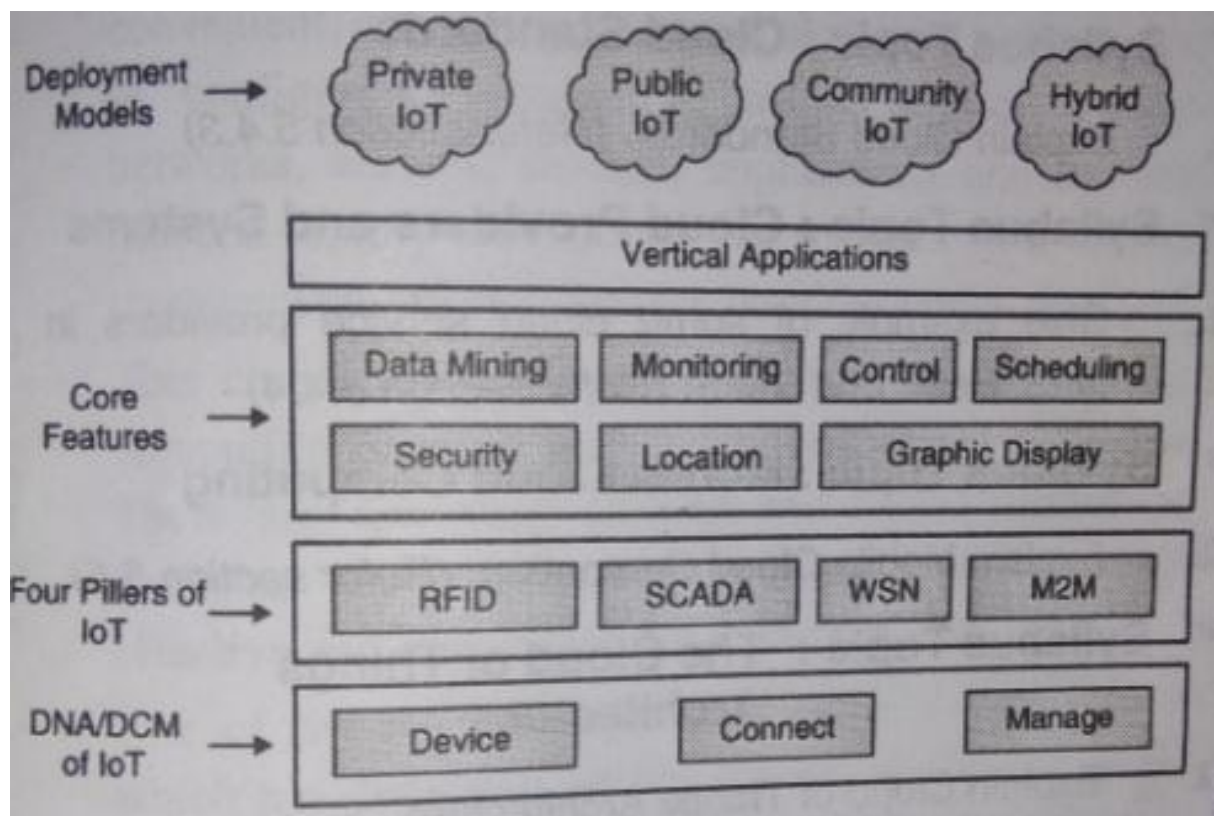 Deployment
Models
Private
IoT
Public
IoT
Community
IoT
Hybrid
IoT
Vertical Applications
Core
Features
Data Mining
Monitoring
Control
Scheduling
Security
Location
Graphic Display
Four Pillers of
IoT
RFID
SCADA
WSN
M2M
DNA/DCM
of IoT
Device
Connect
Manage